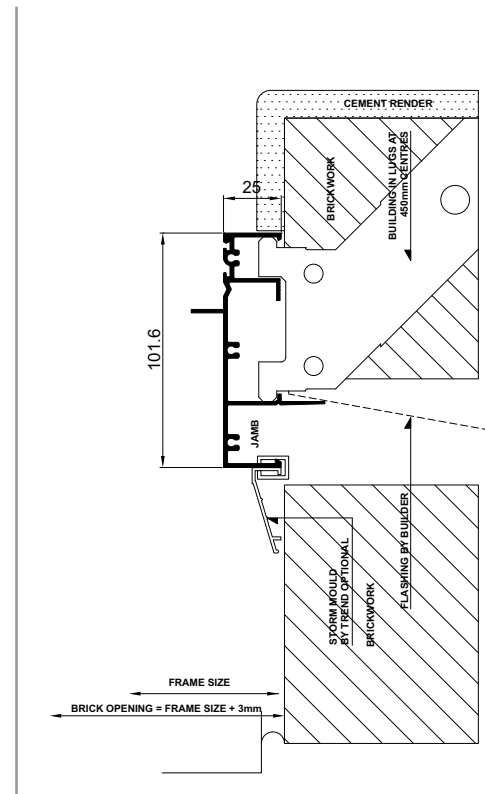 CEMENT RENDER
BRICKWORK
BUILDING IN LUGS AT
450mm CENTRES
25
101.6
JAMB
STORM MOULD
BY TREND OPTIONAL
BRICKWORK
FLASHING BY BUILDER
FRAME SIZE
BRICK OPENING = FRAME SIZE + 3mm